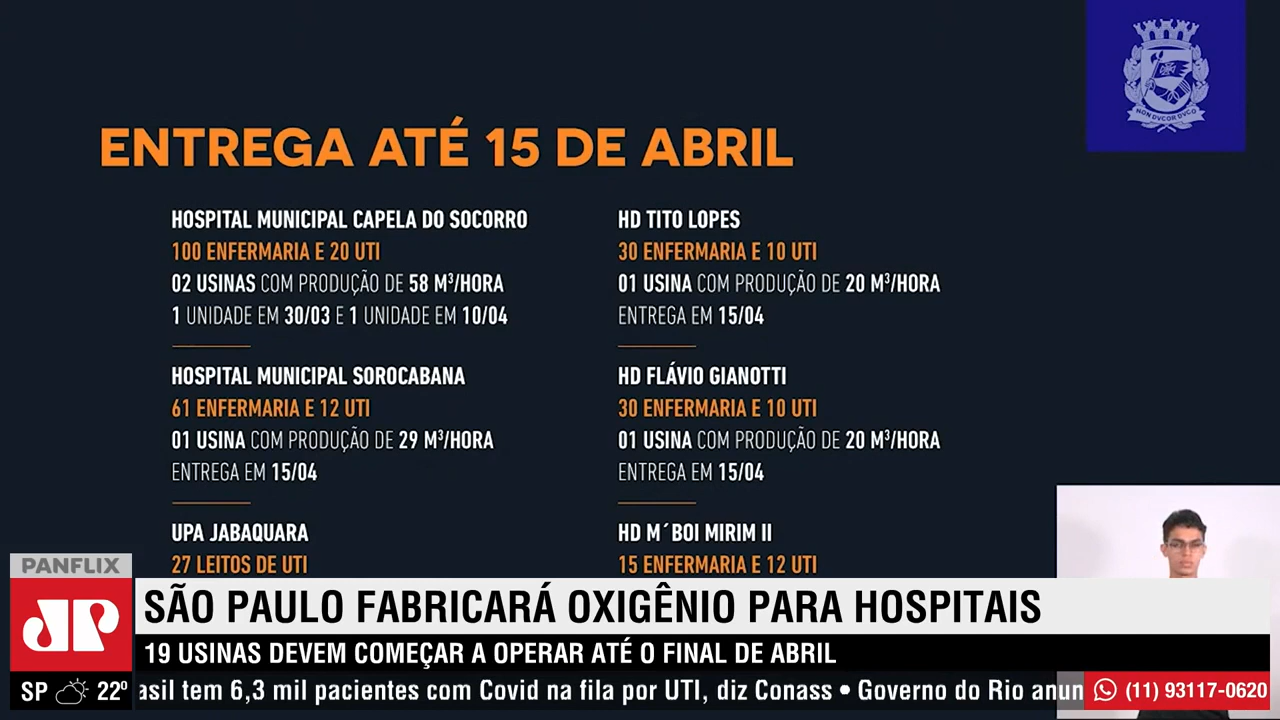 NON DVCOR DVCO
ENTREGA ATÉ 15 DE ABRIL
HOSPITAL MUNICIPAL CAPELA DO SOCORRO
100 ENFERMARIA E 20 UTI
02 USINAS COM PRODUÇÃO DE 58 M³/HORA
1 UNIDADE EM 30/03 E 1 UNIDADE EM 10/04
HOSPITAL MUNICIPAL SOROCABANA
61 ENFERMARIA E 12 UTI
01 USINA COM PRODUÇÃO DE 29 M³/HORA
ENTREGA EM 15/04
UPA JABAQUARA
27 LEITOS DE UTI
HD TITO LOPES
30 ENFERMARIA E 10 UTI
01 USINA COM PRODUÇÃO DE 20 M³/HORA
ENTREGA EM 15/04
HD FLÁVIO GIANOTTI
30 ENFERMARIA E 10 UTI
01 USINA COM PRODUÇÃO DE 20 M³/HORA
ENTREGA EM 15/04
HD M´BOI MIRIM II
15 ENFERMARIA E 12 UTI
PANFLIX
JP
SÃO PAULO FABRICARÁ OXIGÊNIO PARA HOSPITAIS
19 USINAS DEVEM COMEÇAR A OPERAR ATÉ O FINAL DE ABRIL
SP 22º
asil tem 6,3 mil pacientes com Covid na fila por UTI, diz Conass • Governo do Rio anun
(11) 93117-0620